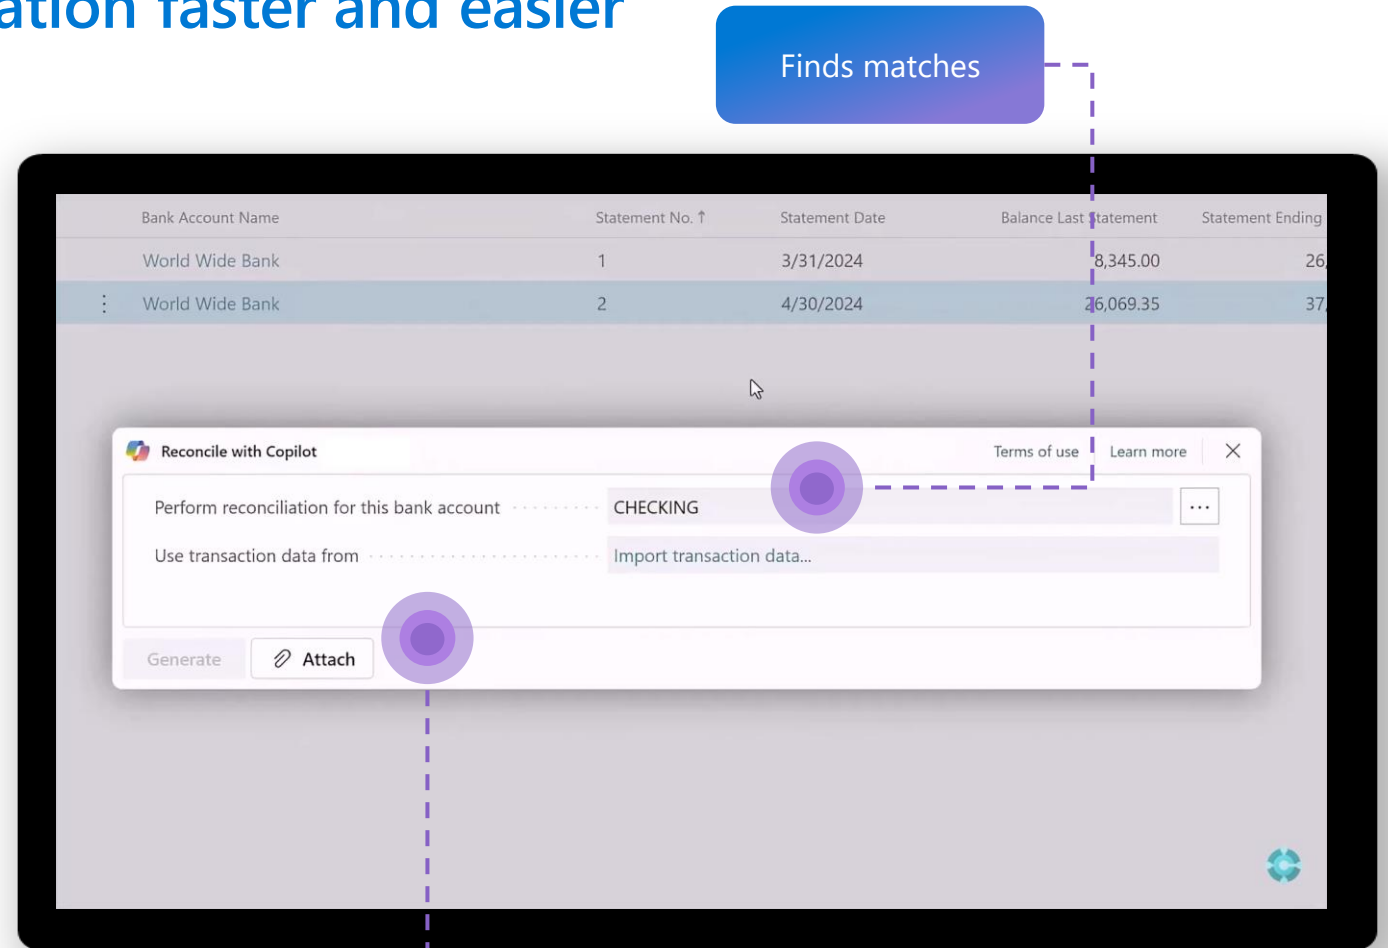 ation faster and easier
Finds matches
Bank Account Name Statement No. ↑ Statement Date Balance Last Statement Statement Ending
World Wide Bank 1 3/31/2024 8,345.00 26,
World Wide Bank 2 4/30/2024 26,069.35 37,
Reconcile with Copilot Terms of use Learn more
Perform reconciliation for this bank account CHECKING
Use transaction data from Import transaction data...
Generate Attach